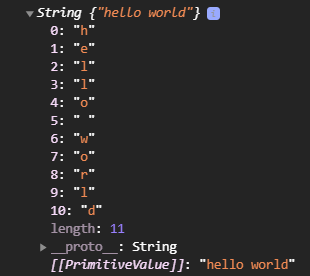 ▼String {"hello world"} i
0: "h"
1: "e"
2: "l"
3: "l"
4: "o"
5: " "
6: "w"
7: "o"
8: "r"
9: "l"
10: "d"
length: 11
▶__proto__: String
[[PrimitiveValue]]: "hello world"